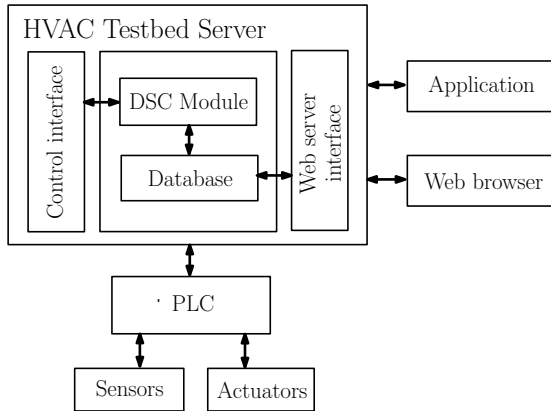 HVAC Testbed Server
Control interface
DSC Module
Database
Web server
interface
Application
Web browser
PLC
Sensors
Actuators